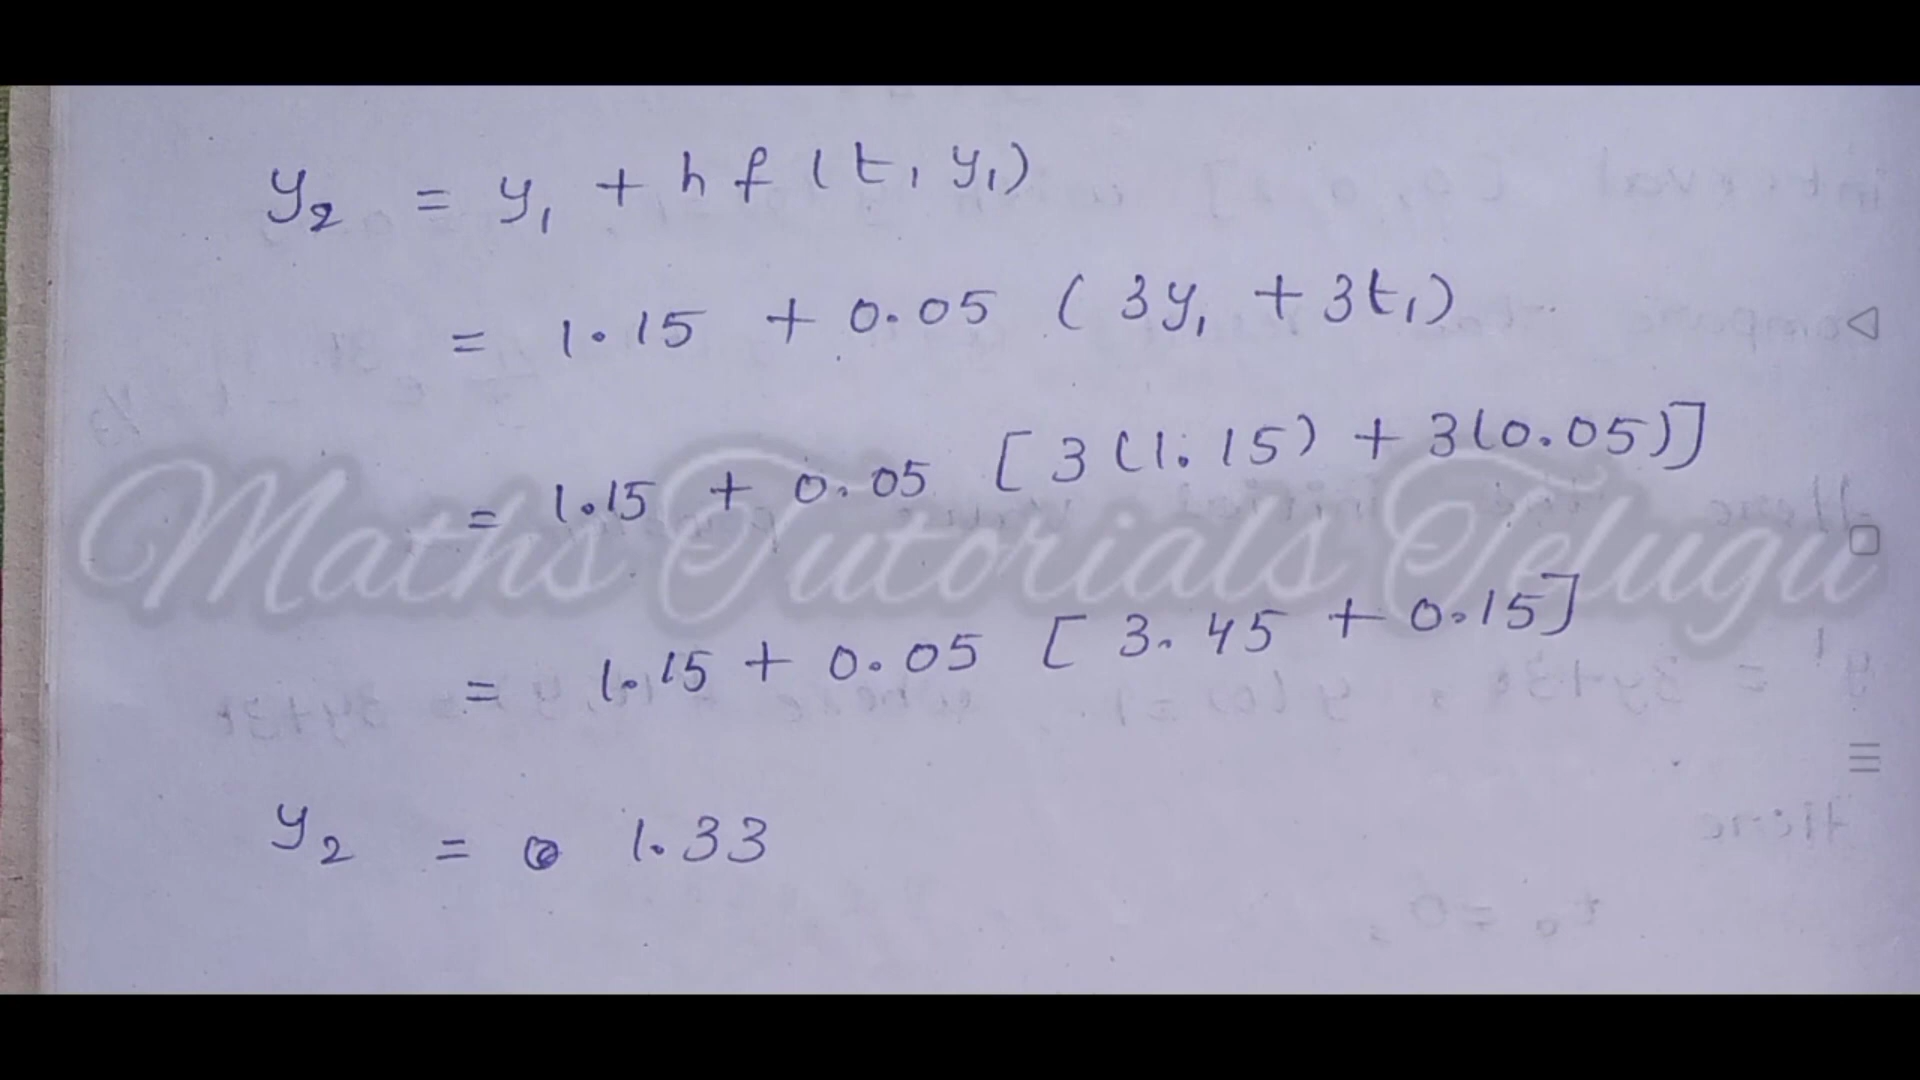 y₂ = y₁ + h f (t₁ y₁)
= 1.15 + 0.05 ( 3y₁ + 3t₁)
= 1.15 + 0.05 [3(1.15) + 3(0.05)]
Maths Tutorials Telugu
= 1.15 + 0.05 [3.45 + 0.15]
y₂ = 1.33